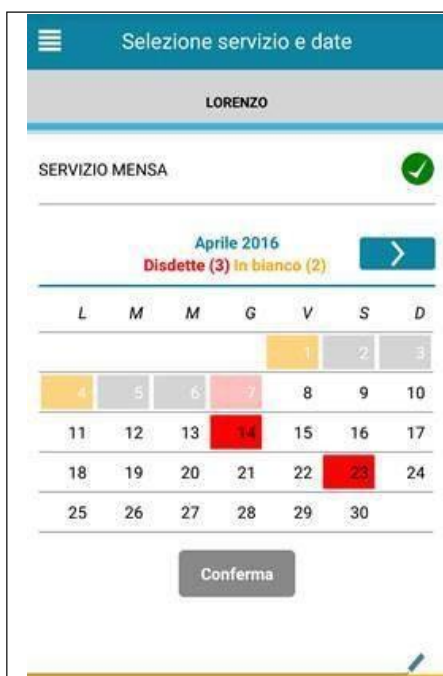 Selezione servizio e date
LORENZO
SERVIZIO MENSA
Aprile 2016
Disdette (3) In bianco (2)
L M M G V S D
1 2 3
4 5 6 7 8 9 10
11 12 13 14 15 16 17
18 19 20 21 22 23 24
25 26 27 28 29 30
Conferma